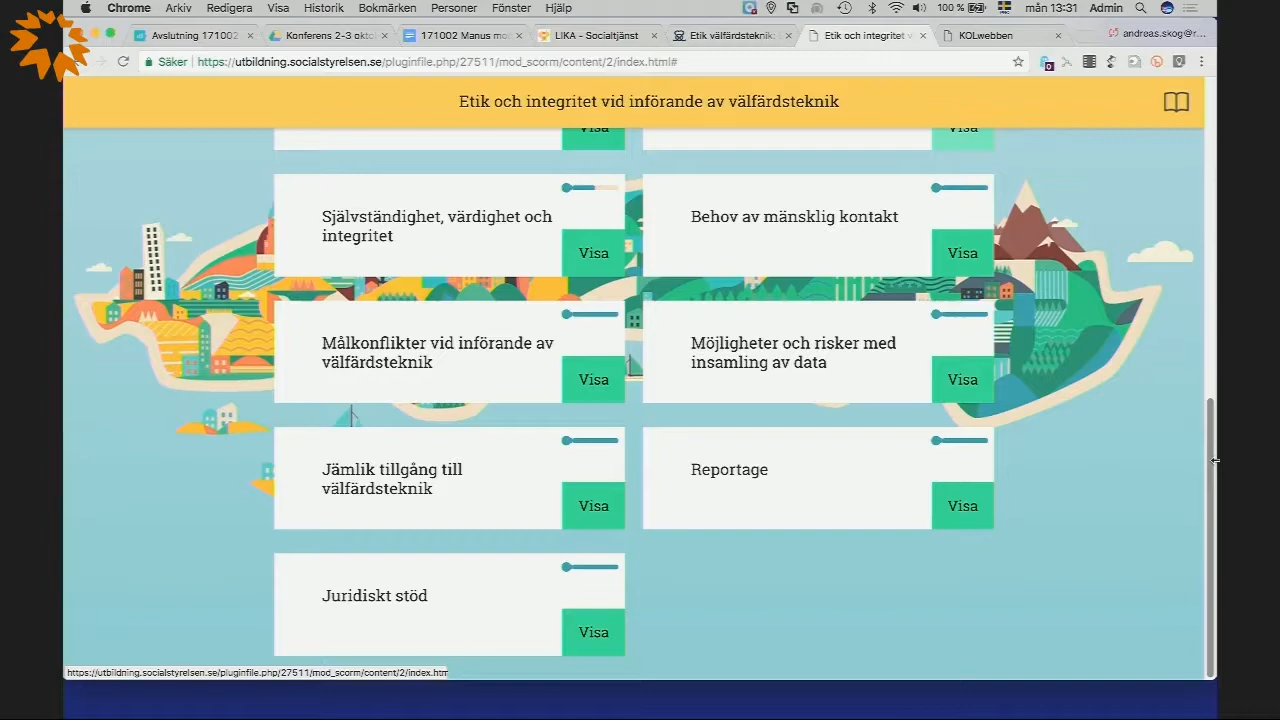 Chrome Arkiv Redigera Visa Historik Bokmärken Personer Fönster Hjälp 100 % mån 13:31 Admin
Avslutning 171002 Konferens 2-3 oktob 171002 Manus mod LIKA - Socialtjänst Etik välfärdsteknik: Etik och integritet v KOLwebben andreas.skog@r...
Säker https://utbildning.socialstyrelsen.se/pluginfile.php/27511/mod_scorm/content/2/index.html#
Etik och integritet vid införande av välfärdsteknik
Visa Visa
Självständighet, värdighet och
integritet
Visa
Behov av mänsklig kontakt
Visa
Målkonflikter vid införande av
välfärdsteknik
Visa
Möjligheter och risker med
insamling av data
Visa
Jämlik tillgång till
välfärdsteknik
Visa
Reportage
Visa
Juridiskt stöd
Visa
https://utbildning.socialstyrelsen.se/pluginfile.php/27511/mod_scorm/content/2/index.htm